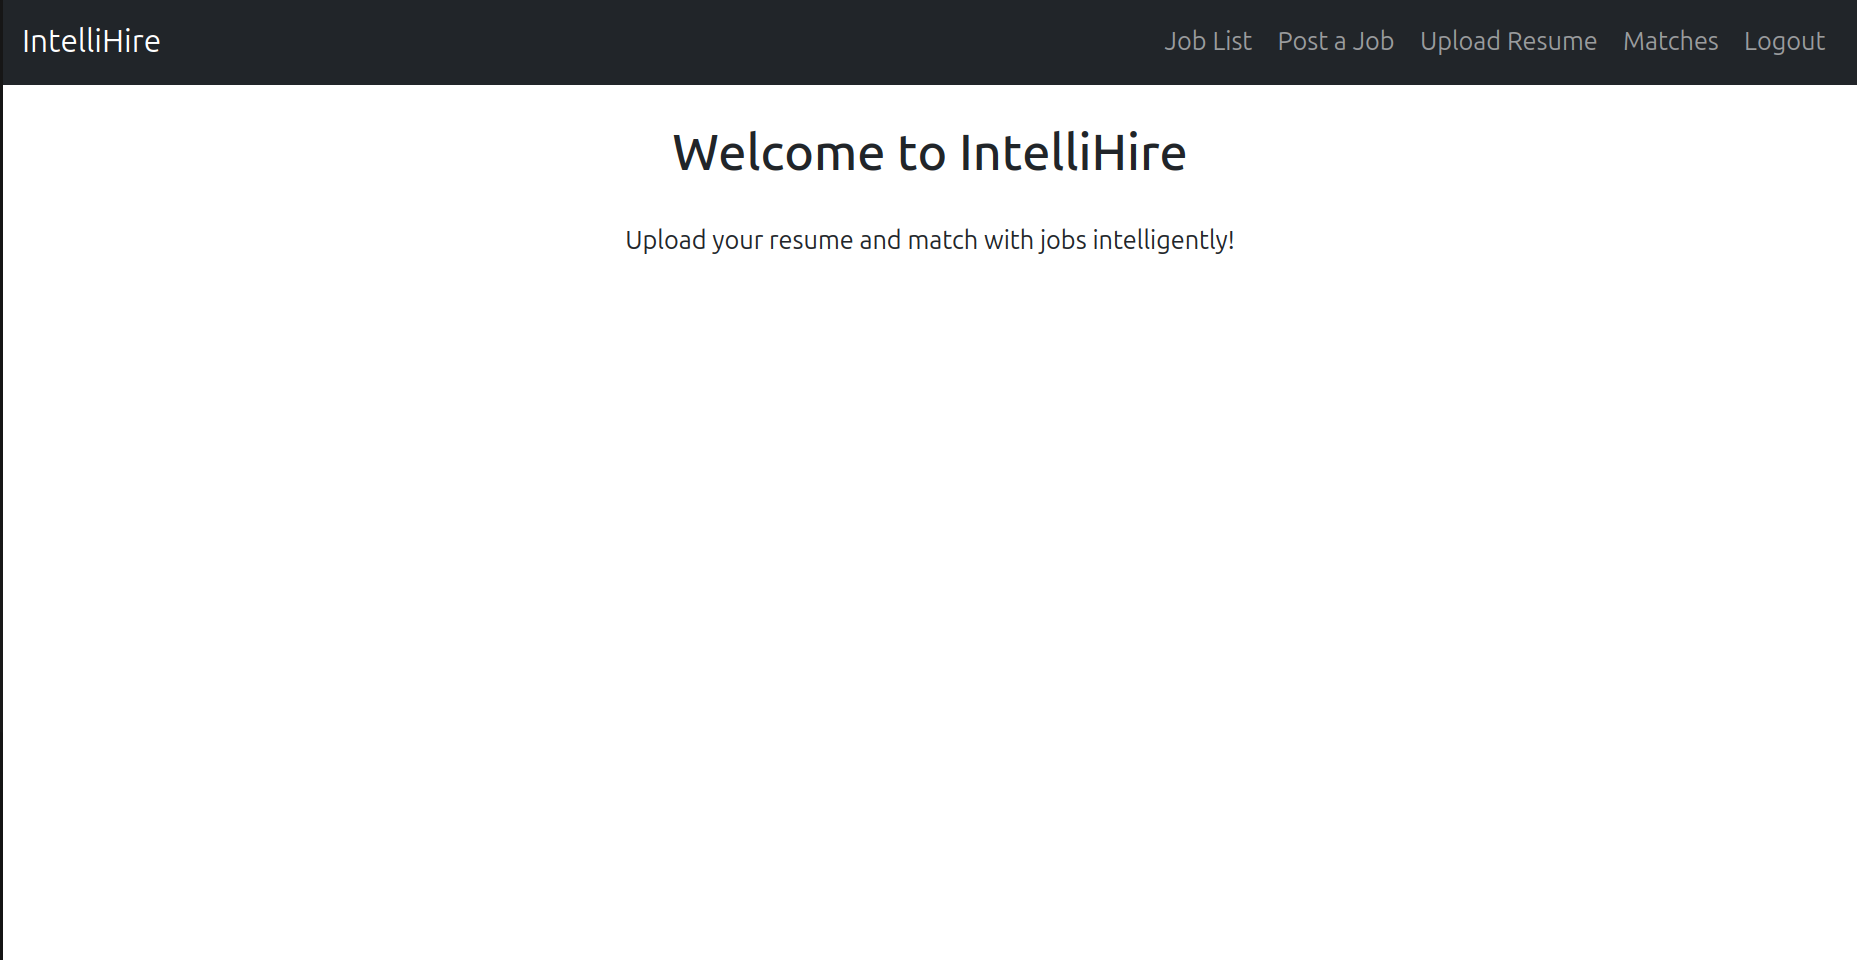 IntelliHire Job List Post a Job Upload Resume Matches Logout
Welcome to IntelliHire
Upload your resume and match with jobs intelligently!